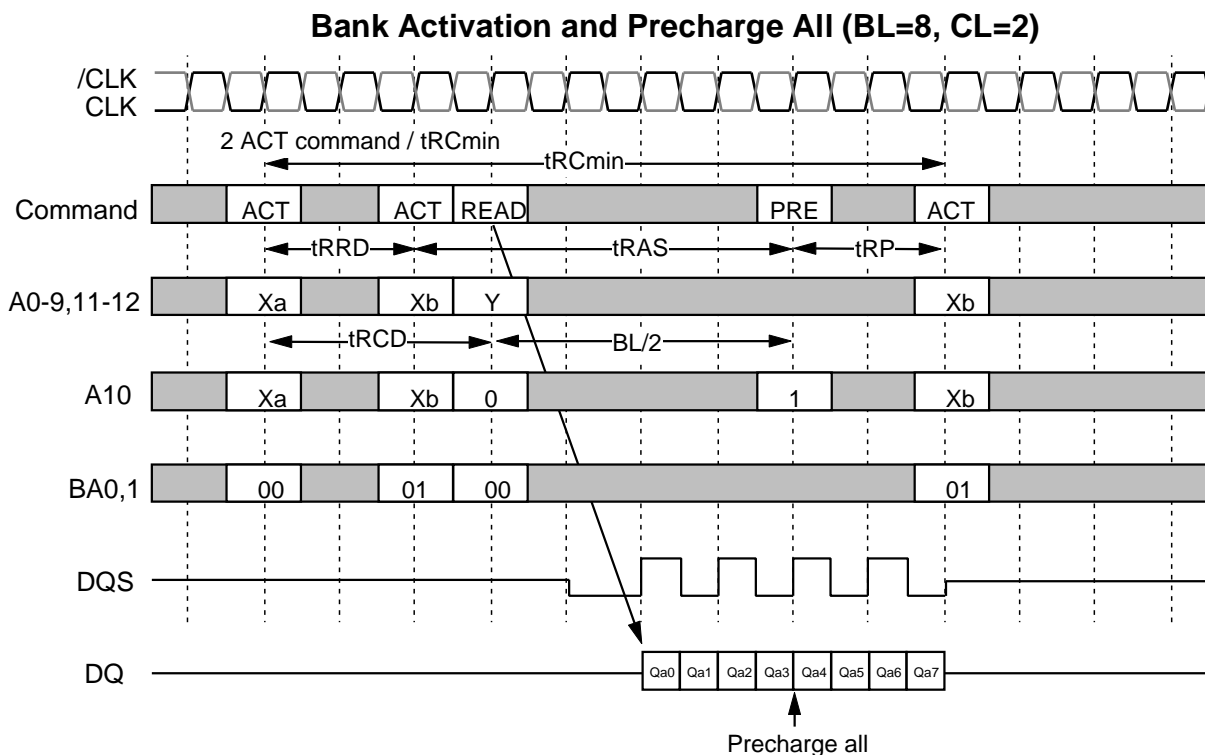 Bank Activation and Precharge All (BL=8, CL=2)
/CLK
CLK
2 ACT command / tRCmin
tRCmin
Command ACT ACT READ PRE ACT
tRRD tRAS tRP
A0-9,11-12 Xa Xb Y Xb
tRCD BL/2
A10 Xa Xb 0 1 Xb
BA0,1 00 01 00 01
DQS
DQ Qa0 Qa1 Qa2 Qa3 Qa4 Qa5 Qa6 Qa7
Precharge all